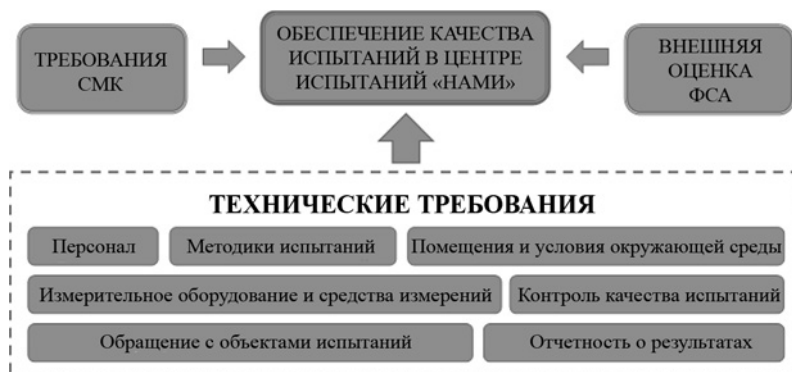 ТРЕБОВАНИЯ
СМК
ОБЕСПЕЧЕНИЕ КАЧЕСТВА
ИСПЫТАНИЙ В ЦЕНТРЕ
ИСПЫТАНИЙ «НАМИ»
ВНЕШНЯЯ
ОЦЕНКА
ФСА
ТЕХНИЧЕСКИЕ ТРЕБОВАНИЯ
Персонал
Методики испытаний
Помещения и условия окружающей среды
Измерительное оборудование и средства измерений
Контроль качества испытаний
Обращение с объектами испытаний
Отчетность о результатах